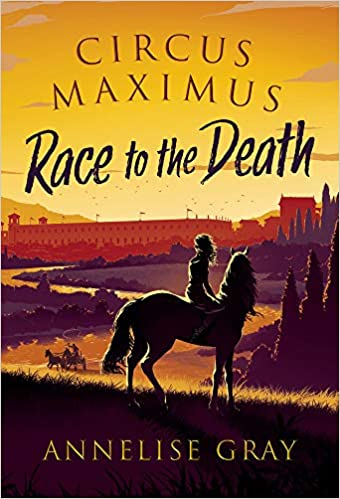 CIRCUS
MAXIMUS
Race to the Death
ANNELISE GRAY